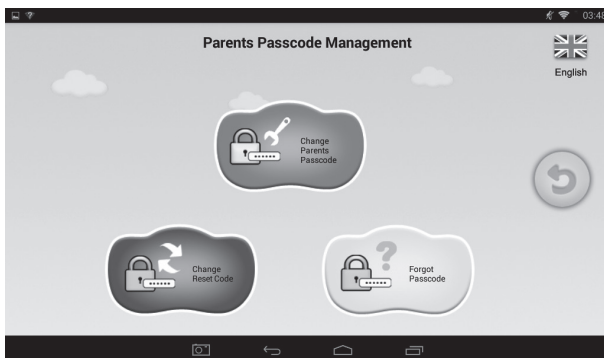 03:48
Parents Passcode Management
English
Change
Parents
Passcode
Change
Reset Code
Forgot
Passcode